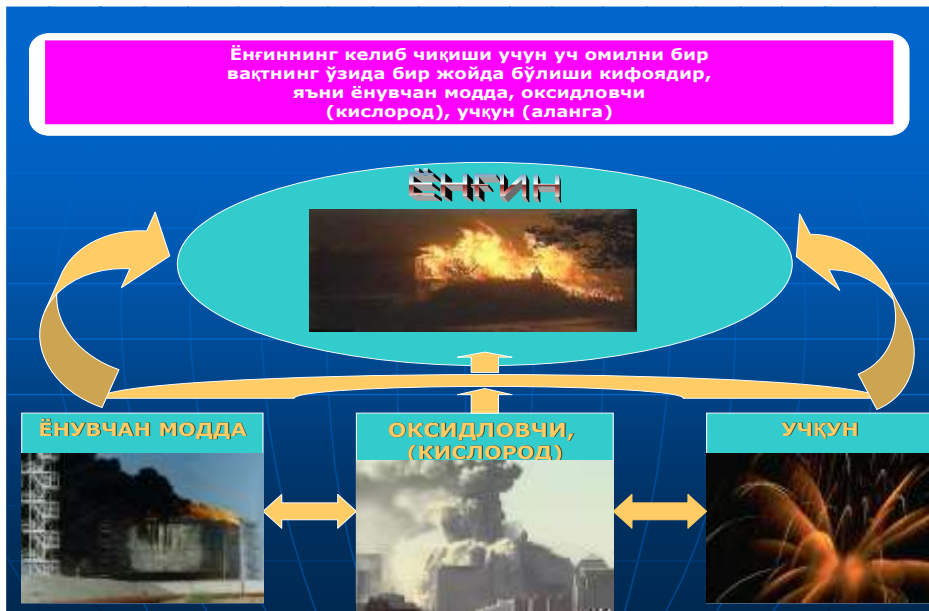 Ёнғиннинг келиб чиқиши учун уч омилни бир
вақтнинг ўзида бир жойда бўлиши кифоядир,
яъни ёнувчан модда, оксидловчи
(кислород), учқун (аланга)
ЁНҒИН
ЁНУВЧАН МОДДА
ОКСИДЛОВЧИ,
(КИСЛОРОД)
УЧҚУН